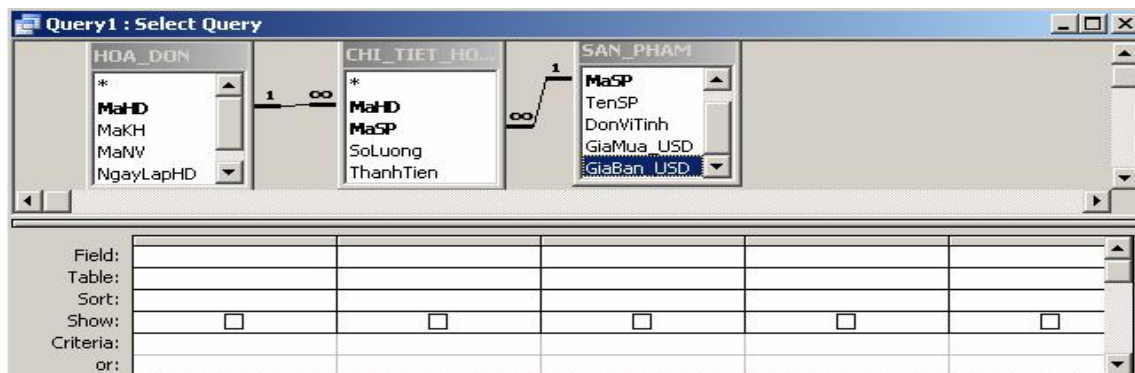 Query1 : Select Query
HOA_DON
*
MaHD
MaKH
MaNV
NgayLapHD
1 ∞
CHI_TIET_HO...
*
MaHD
MaSP
SoLuong
ThanhTien
∞ 1
SAN_PHAM
MaSP
TenSP
DonViTinh
GiaMua_USD
GiaBan_USD
Field:
Table:
Sort:
Show:
Criteria:
or: